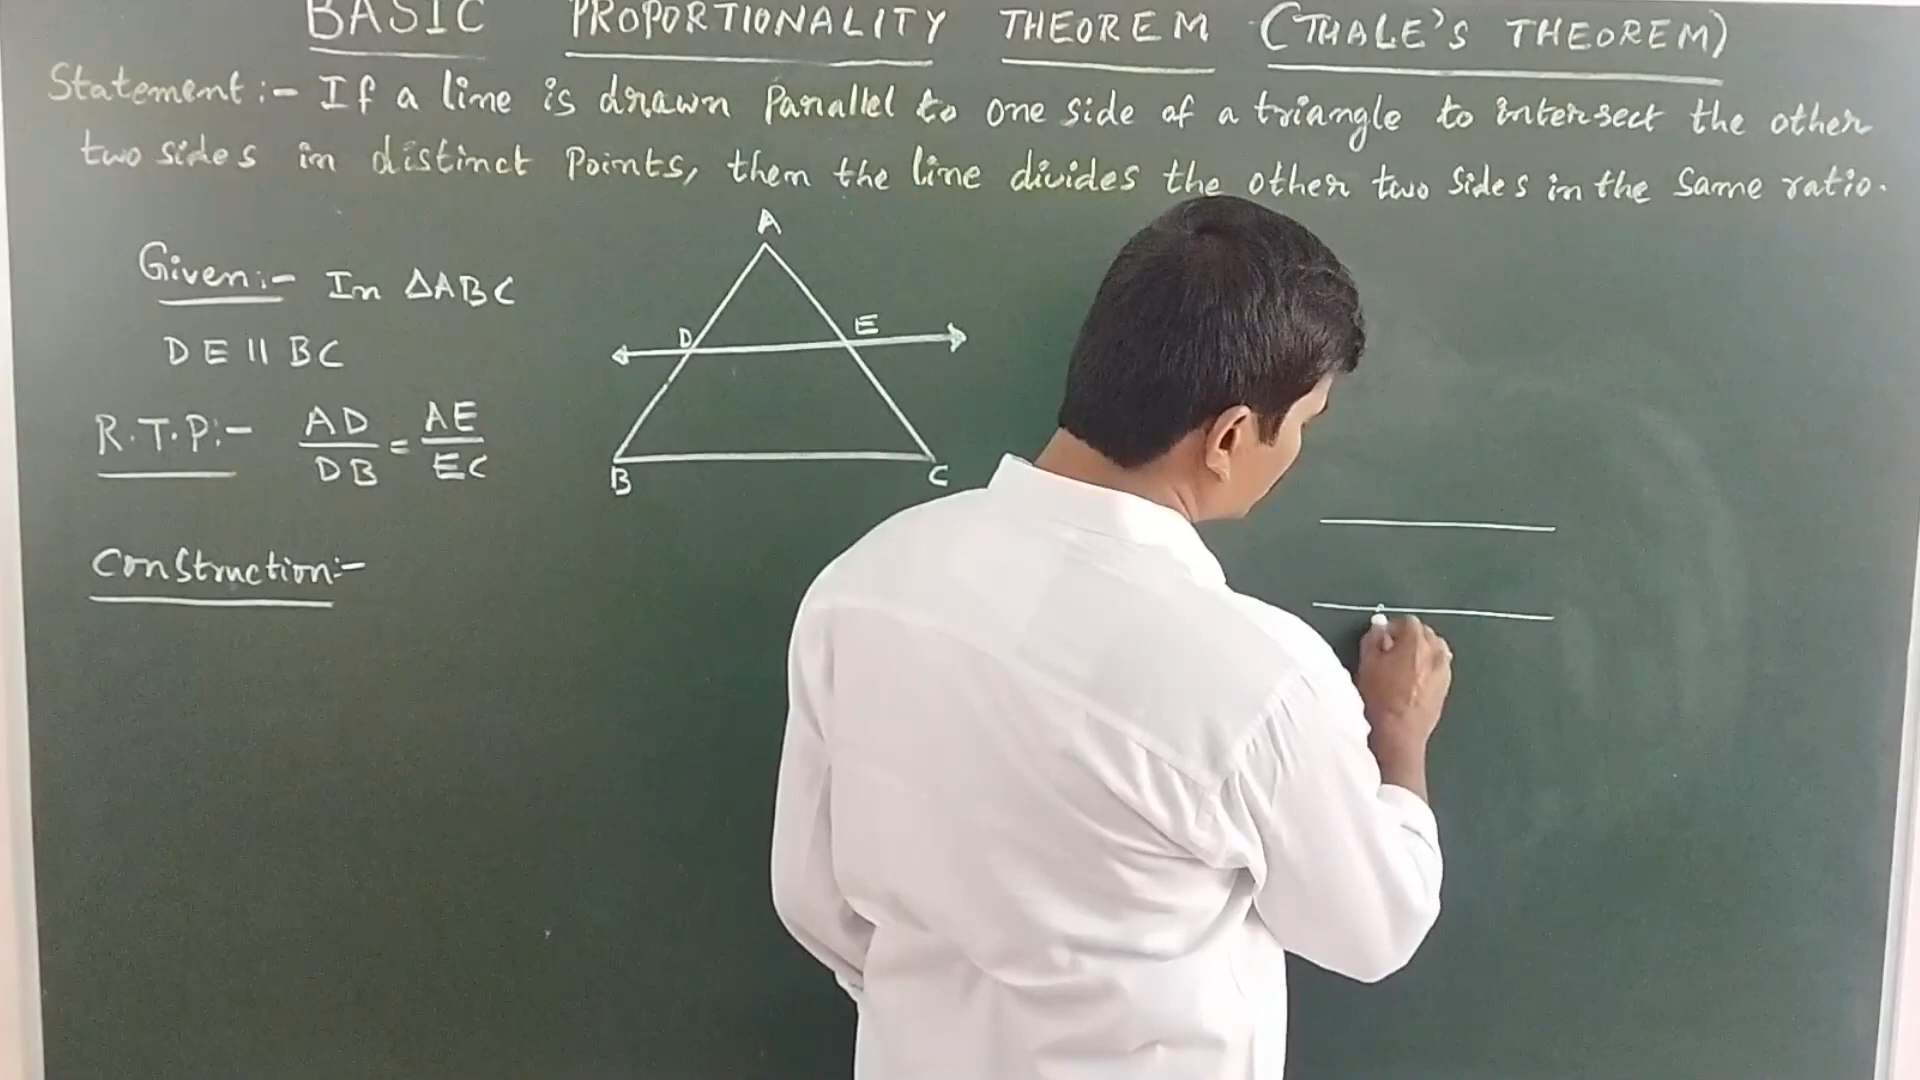 BASIC PROPORTIONALITY THEOREM (THALE'S THEOREM)
Statement :- If a line is drawn Parallel to one side of a triangle to intersect the other
two sides in distinct Points, then the line divides the other two sides in the same ratio.
Given :- In ΔABC
DE || BC
R.T.P :- AD/DB = AE/EC
Construction :-
A
D E
B C